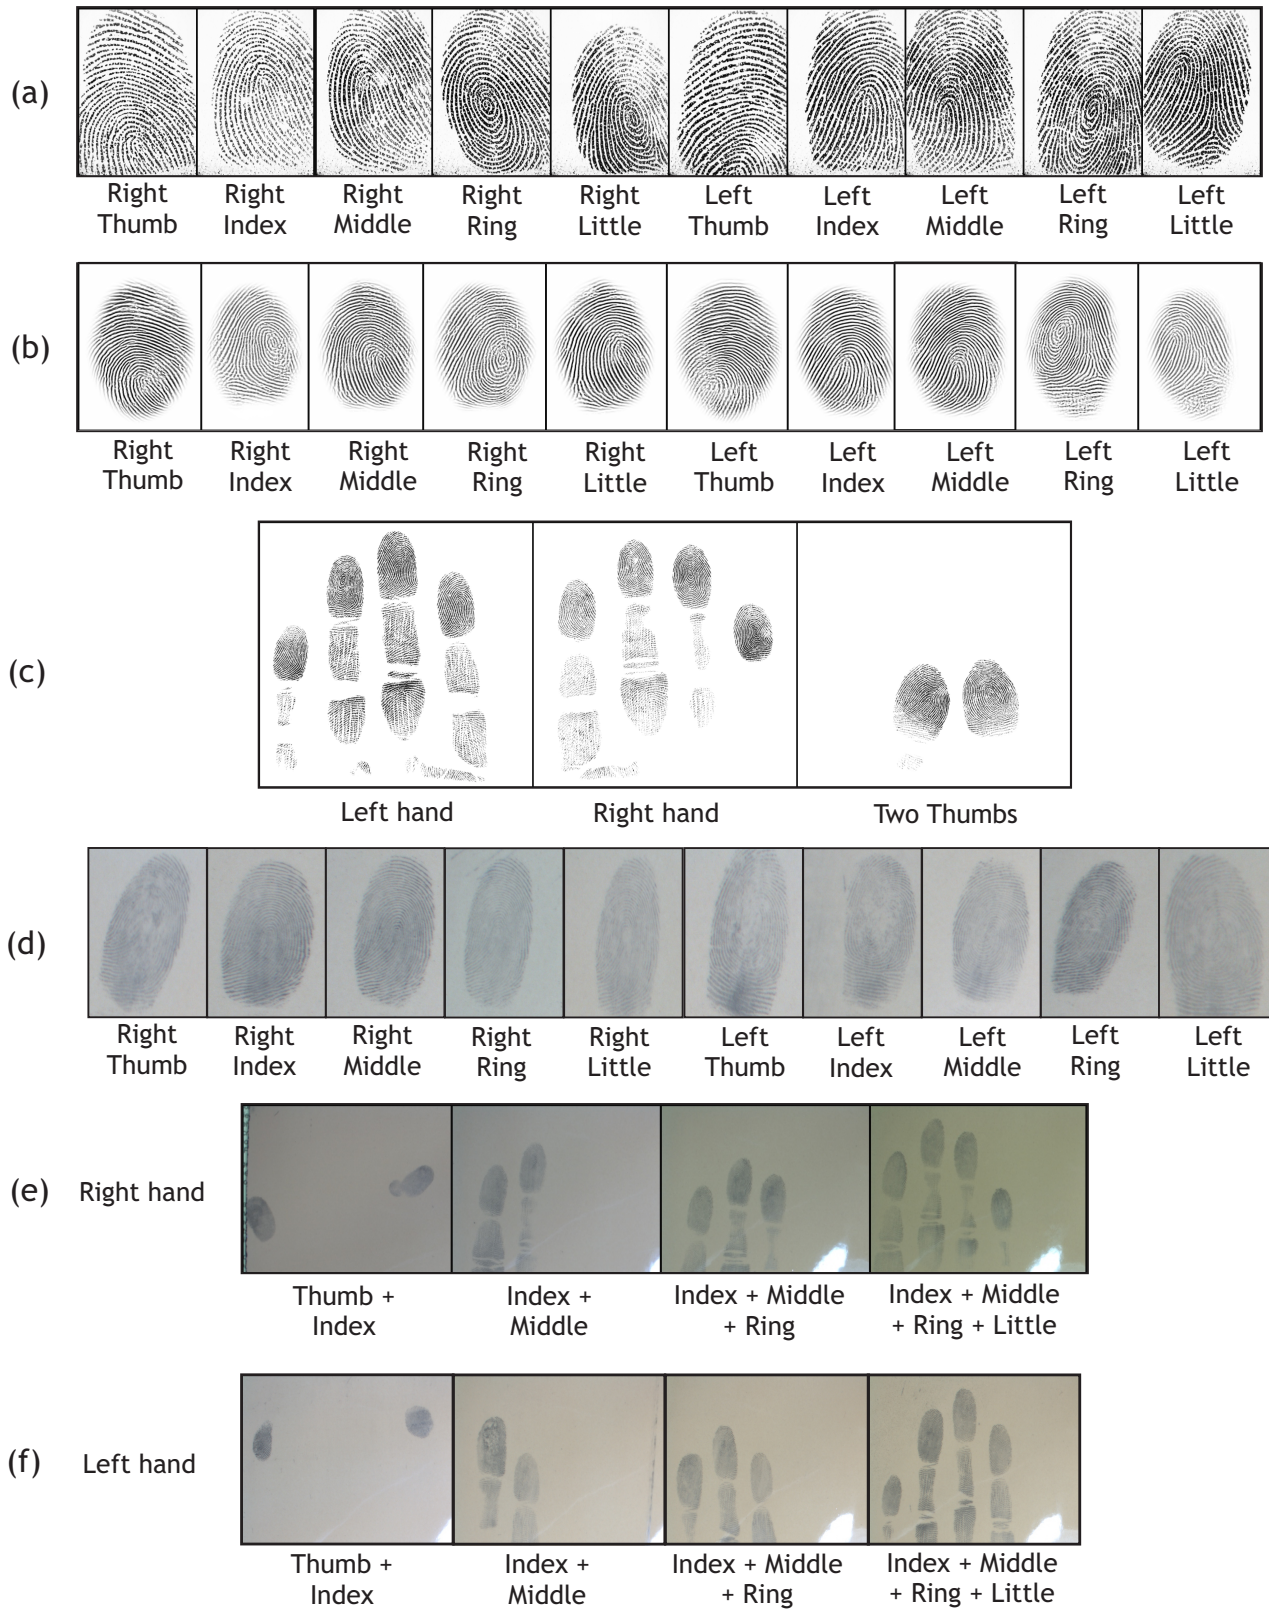 (a)
Right Right Right Right Right Left Left Left Left Left
Thumb Index Middle Ring Little Thumb Index Middle Ring Little
(b)
Right Right Right Right Right Left Left Left Left Left
Thumb Index Middle Ring Little Thumb Index Middle Ring Little
(c)
Left hand Right hand Two Thumbs
(d)
Right Right Right Right Right Left Left Left Left Left
Thumb Index Middle Ring Little Thumb Index Middle Ring Little
(e) Right hand
Thumb + Index + Index + Middle Index + Middle
Index Middle + Ring + Ring + Little
(f) Left hand
Thumb + Index + Index + Middle Index + Middle
Index Middle + Ring + Ring + Little